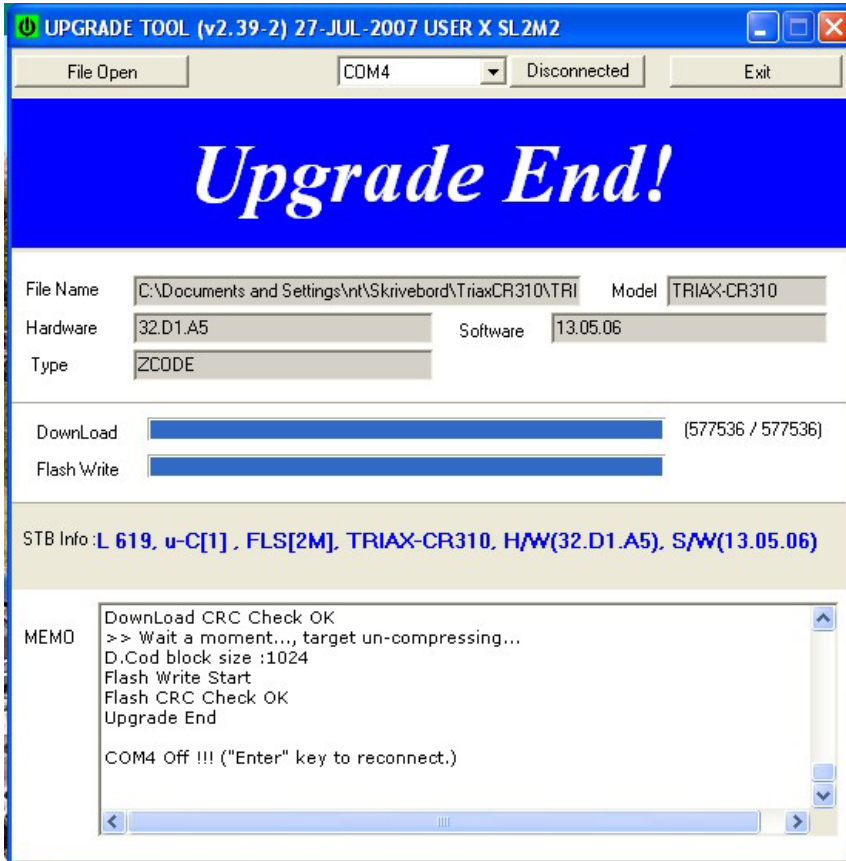 UPGRADE TOOL (v2.39-2) 27-JUL-2007 USER X SL2M2
File Open COM4 Disconnected Exit
Upgrade End!
File Name C:\Documents and Settings\nt\Skrivebord\TriaxCR310\TRI Model TRIAX-CR310
Hardware 32.D1.A5 Software 13.05.06
Type ZCODE
DownLoad (577536 / 577536)
Flash Write
STB Info :L 619, u-C[1] , FLS[2M], TRIAX-CR310, H/W(32.D1.A5), S/W(13.05.06)
MEMO
DownLoad CRC Check OK
>> Wait a moment..., target un-compressing...
D.Cod block size :1024
Flash Write Start
Flash CRC Check OK
Upgrade End
COM4 Off !!! ("Enter" key to reconnect.)